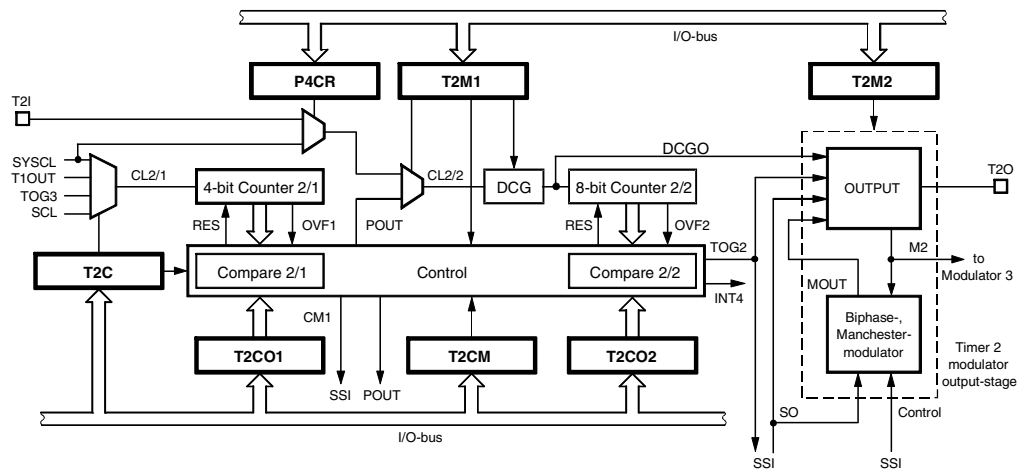 I/O-bus
P4CR
T2M1
T2M2
T2I
SYSCL
T1OUT
TOG3
SCL
CL2/1
4-bit Counter 2/1
CL2/2
DCG
8-bit Counter 2/2
DCGO
OUTPUT
T2O
RES
OVF1
POUT
RES
OVF2
TOG2
M2
to
Modulator 3
T2C
Compare 2/1
Control
Compare 2/2
INT4
MOUT
Biphase-,
Manchester-
modulator
CM1
T2CO1
T2CM
T2CO2
Timer 2
modulator
output-stage
SSI
POUT
SO
Control
I/O-bus
SSI
SSI